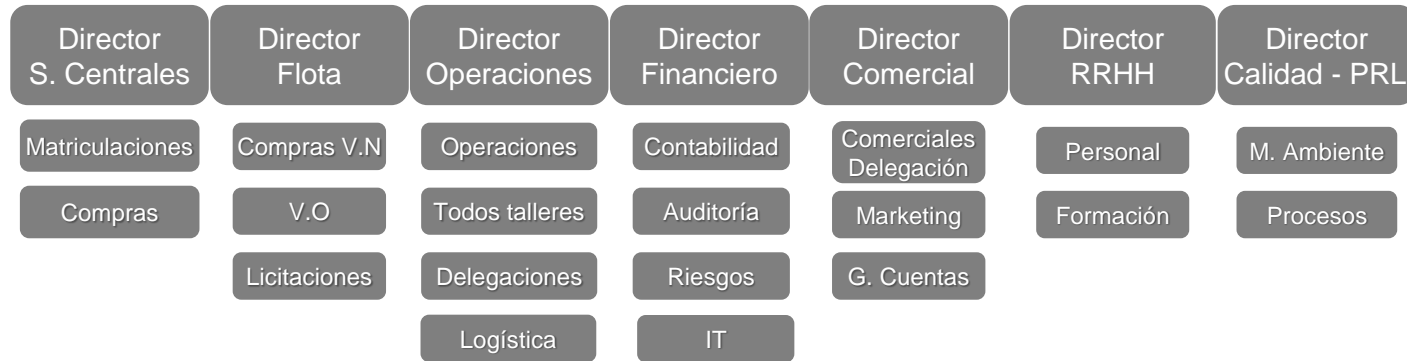 Director
S. Centrales
Director
Flota
Director
Operaciones
Director
Financiero
Director
Comercial
Director
RRHH
Director
Calidad - PRL
Matriculaciones
Compras V.N
Operaciones
Contabilidad
Comerciales
Delegación
Personal
M. Ambiente
Compras
V.O
Todos talleres
Auditoría
Marketing
Formación
Procesos
Licitaciones
Delegaciones
Riesgos
G. Cuentas
Logística
IT